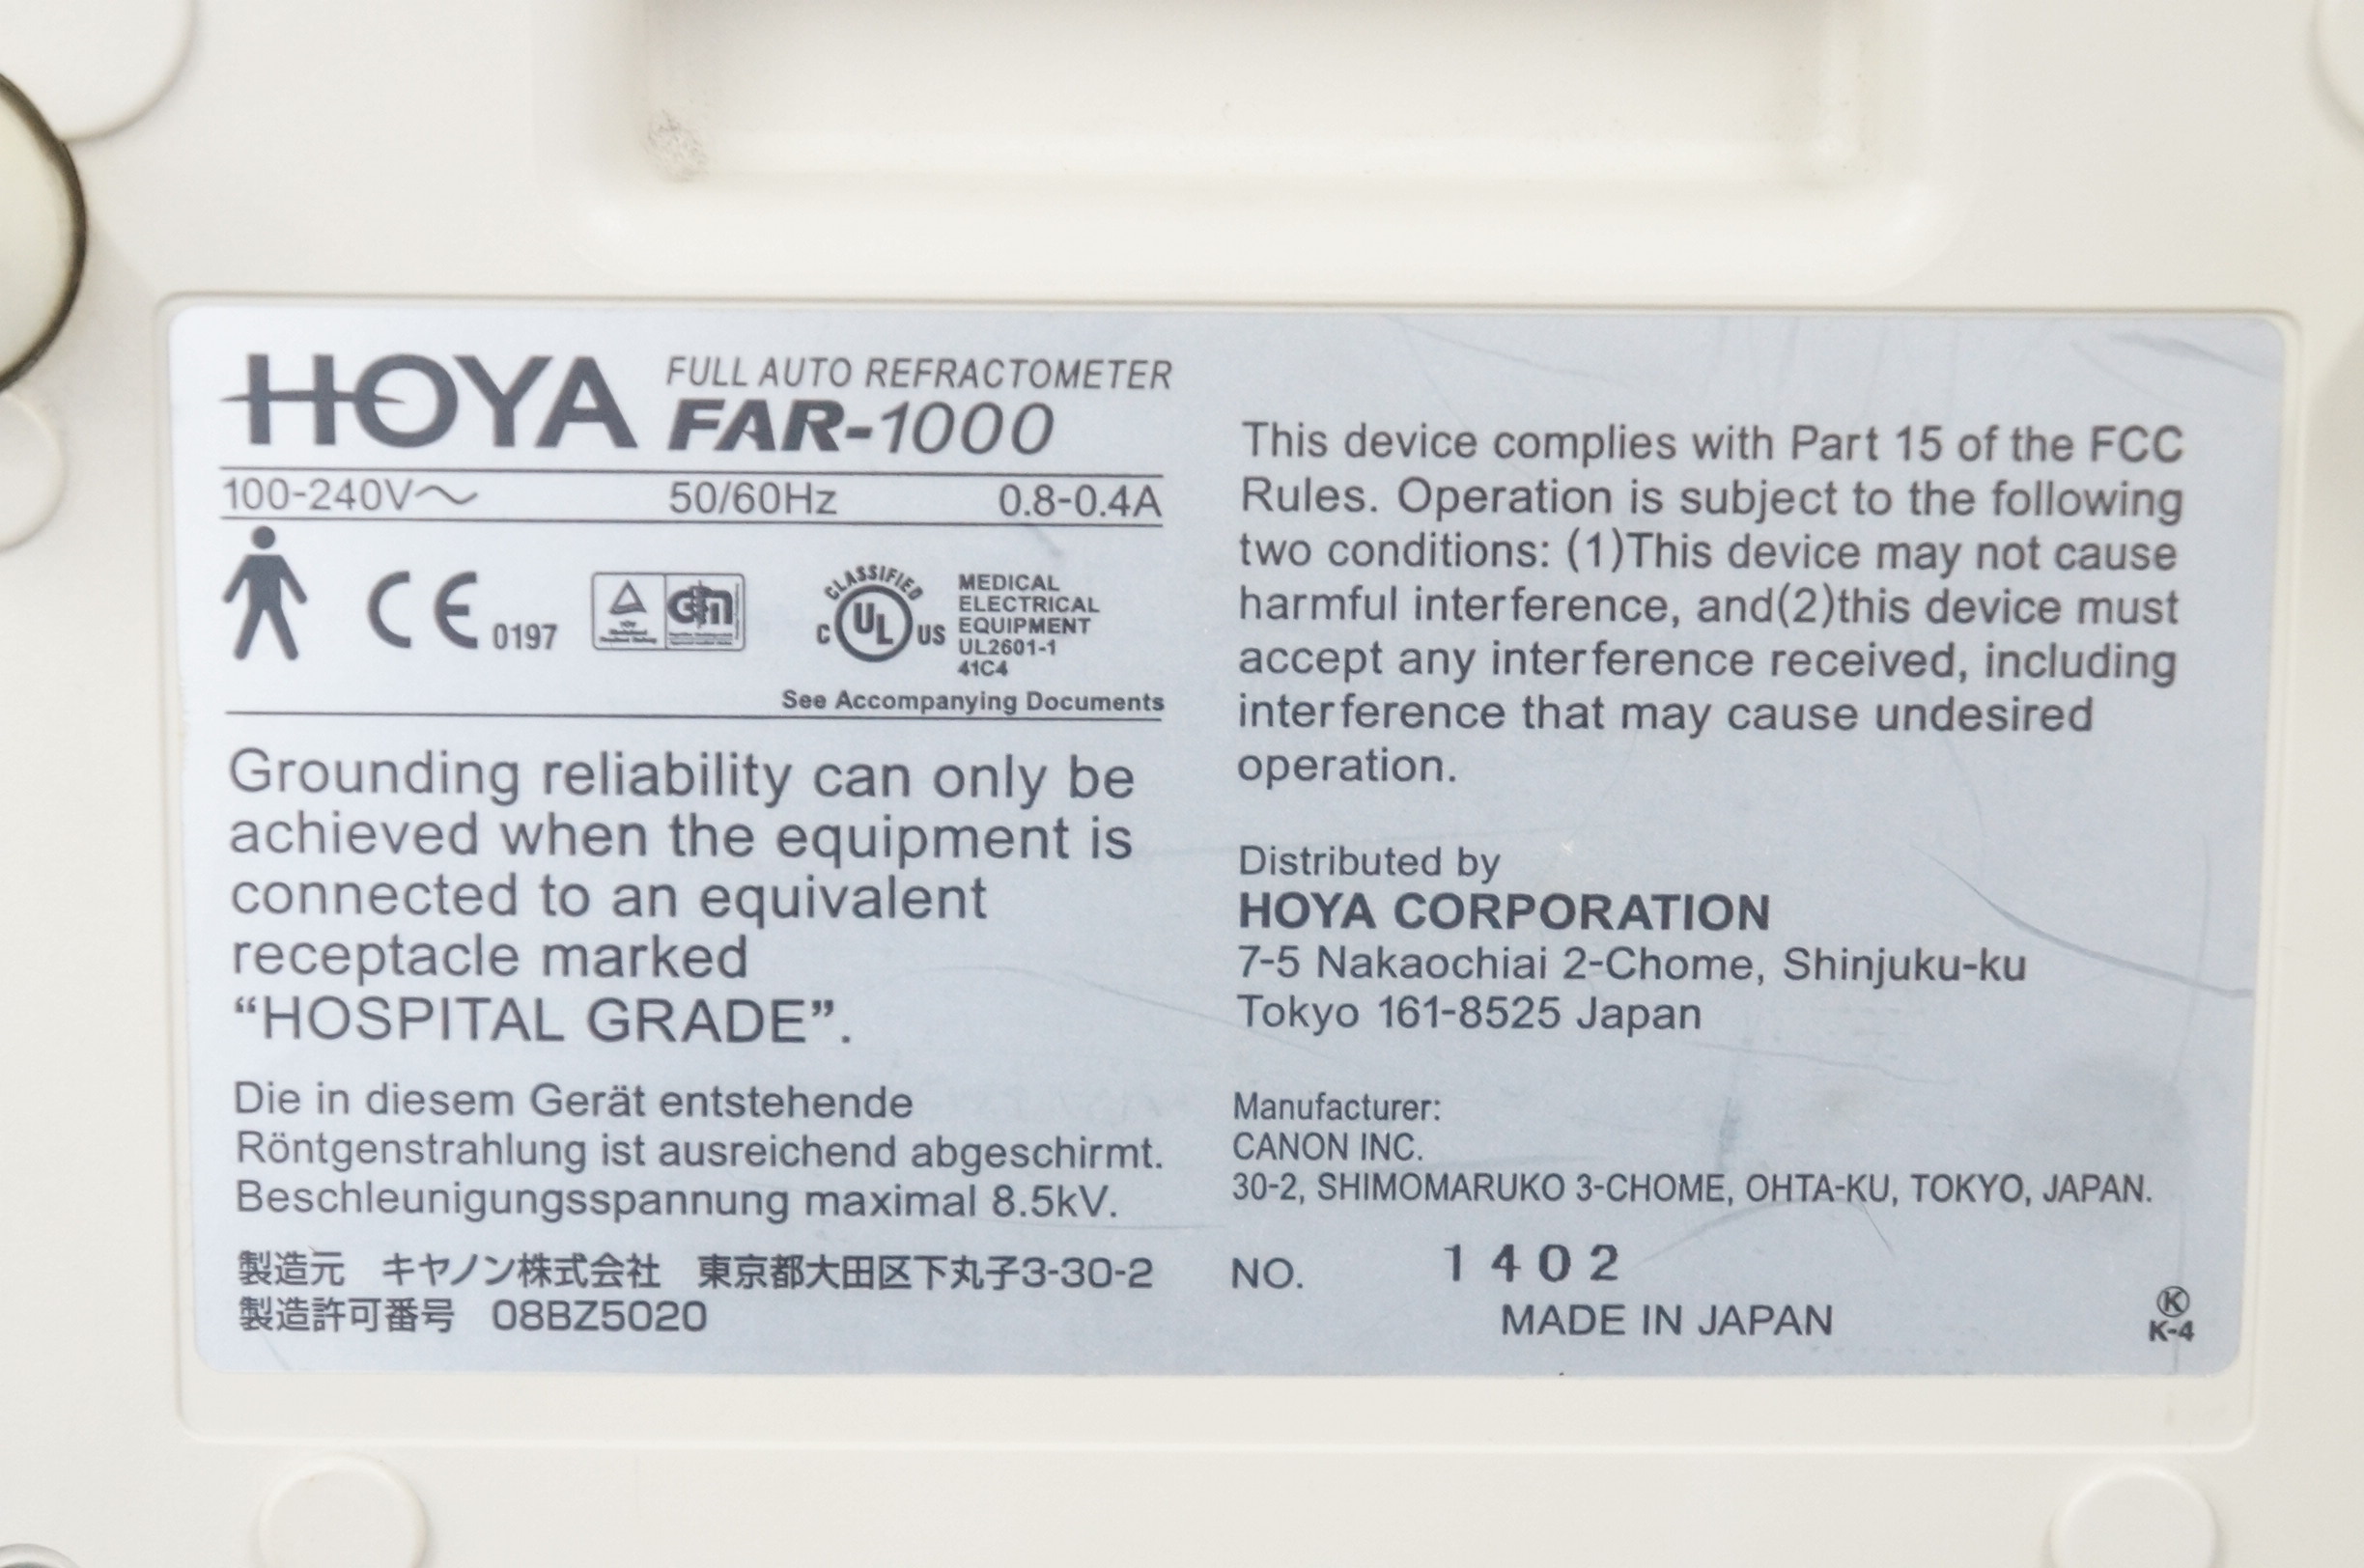 HOYA
FULL AUTO REFRACTOMETER
FAR-1000
100-240V～ 50/60Hz 0.8-0.4A
CE 0197
TÜV
CLASSIFIED
C UL US
MEDICAL
ELECTRICAL
EQUIPMENT
UL2601-1
41C4
See Accompanying Documents
Grounding reliability can only be
achieved when the equipment is
connected to an equivalent
receptacle marked
“HOSPITAL GRADE”.
Die in diesem Gerät entstehende
Röntgenstrahlung ist ausreichend abgeschirmt.
Beschleunigungsspannung maximal 8.5kV.
製造元 キヤノン株式会社 東京都大田区下丸子3-30-2
製造許可番号 08BZ5020
This device complies with Part 15 of the FCC
Rules. Operation is subject to the following
two conditions: (1)This device may not cause
harmful interference, and(2)this device must
accept any interference received, including
interference that may cause undesired
operation.
Distributed by
HOYA CORPORATION
7-5 Nakaochiai 2-Chome, Shinjuku-ku
Tokyo 161-8525 Japan
Manufacturer:
CANON INC.
30-2, SHIMOMARUKO 3-CHOME, OHTA-KU, TOKYO, JAPAN.
NO. 1402
MADE IN JAPAN
Ⓚ
K-4